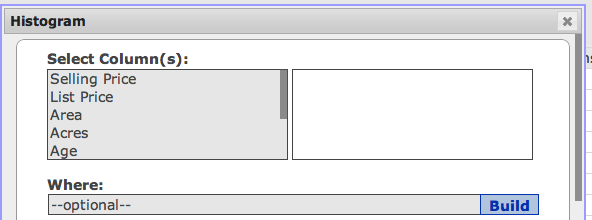 Histogram
Select Column(s):
Selling Price
List Price
Area
Acres
Age
Where:
--optional--
Build